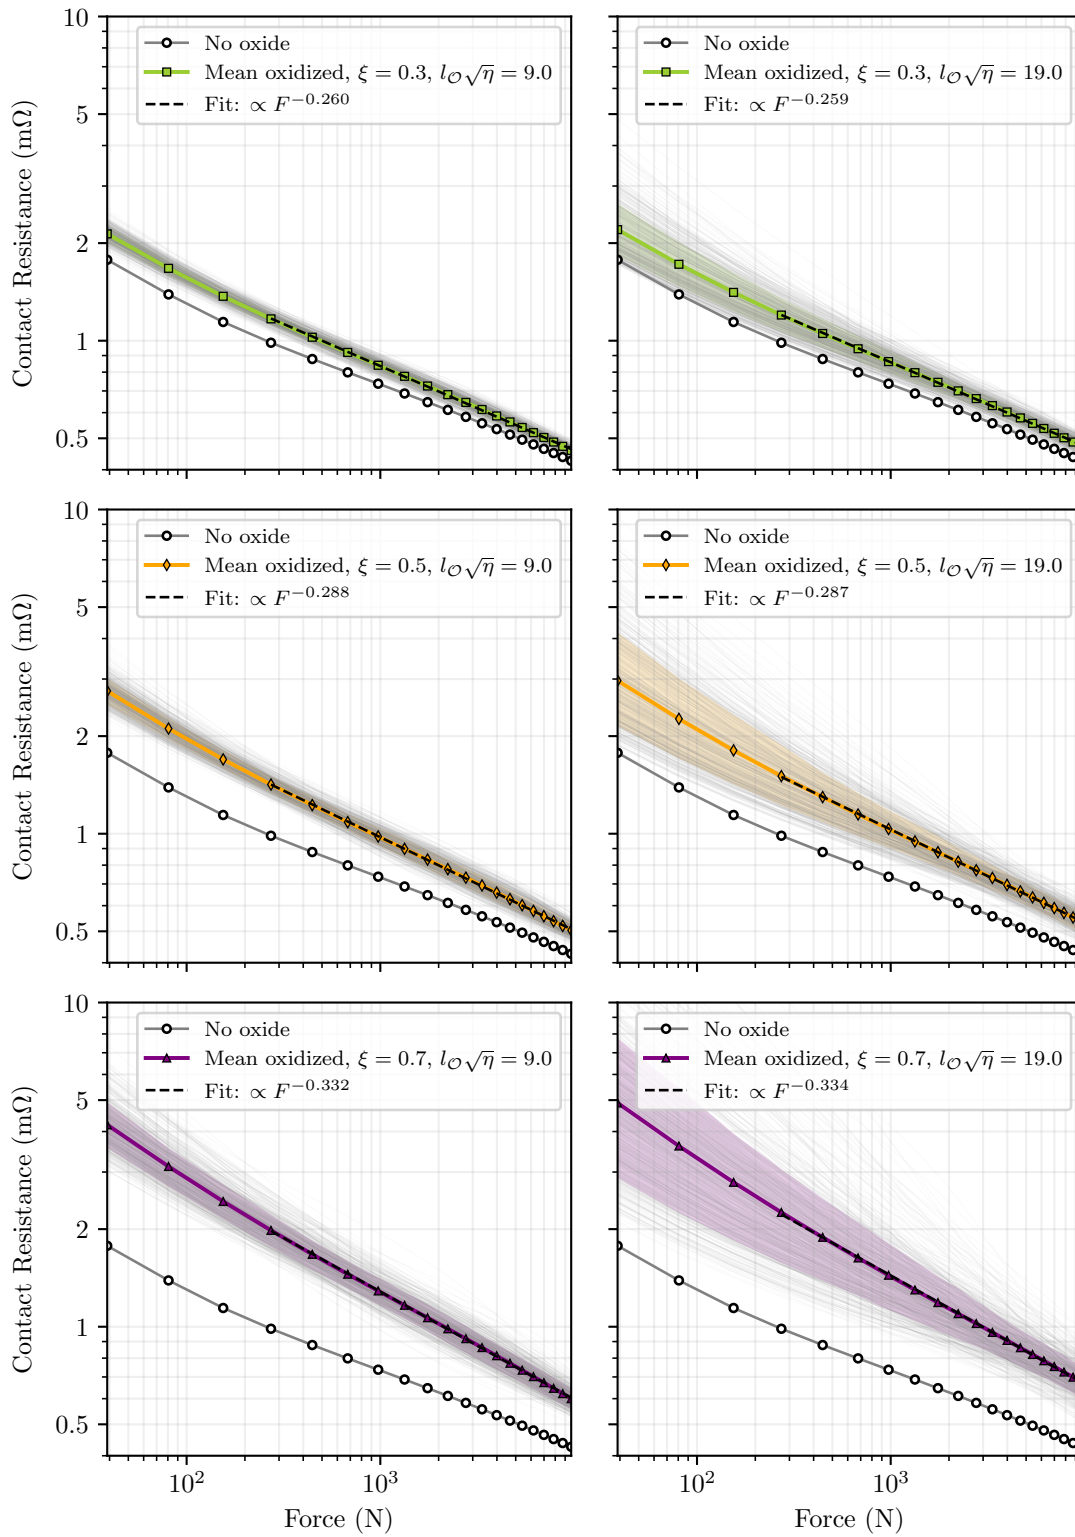 10
5
2
1
0.5
Contact Resistance (mΩ)
No oxide
Mean oxidized, ξ = 0.3, l𝒪√η = 9.0
Fit: ∝ F^−0.260
No oxide
Mean oxidized, ξ = 0.3, l𝒪√η = 19.0
Fit: ∝ F^−0.259
10
5
2
1
0.5
Contact Resistance (mΩ)
No oxide
Mean oxidized, ξ = 0.5, l𝒪√η = 9.0
Fit: ∝ F^−0.288
No oxide
Mean oxidized, ξ = 0.5, l𝒪√η = 19.0
Fit: ∝ F^−0.287
10
5
2
1
0.5
Contact Resistance (mΩ)
No oxide
Mean oxidized, ξ = 0.7, l𝒪√η = 9.0
Fit: ∝ F^−0.332
No oxide
Mean oxidized, ξ = 0.7, l𝒪√η = 19.0
Fit: ∝ F^−0.334
10² 10³
Force (N)
10² 10³
Force (N)